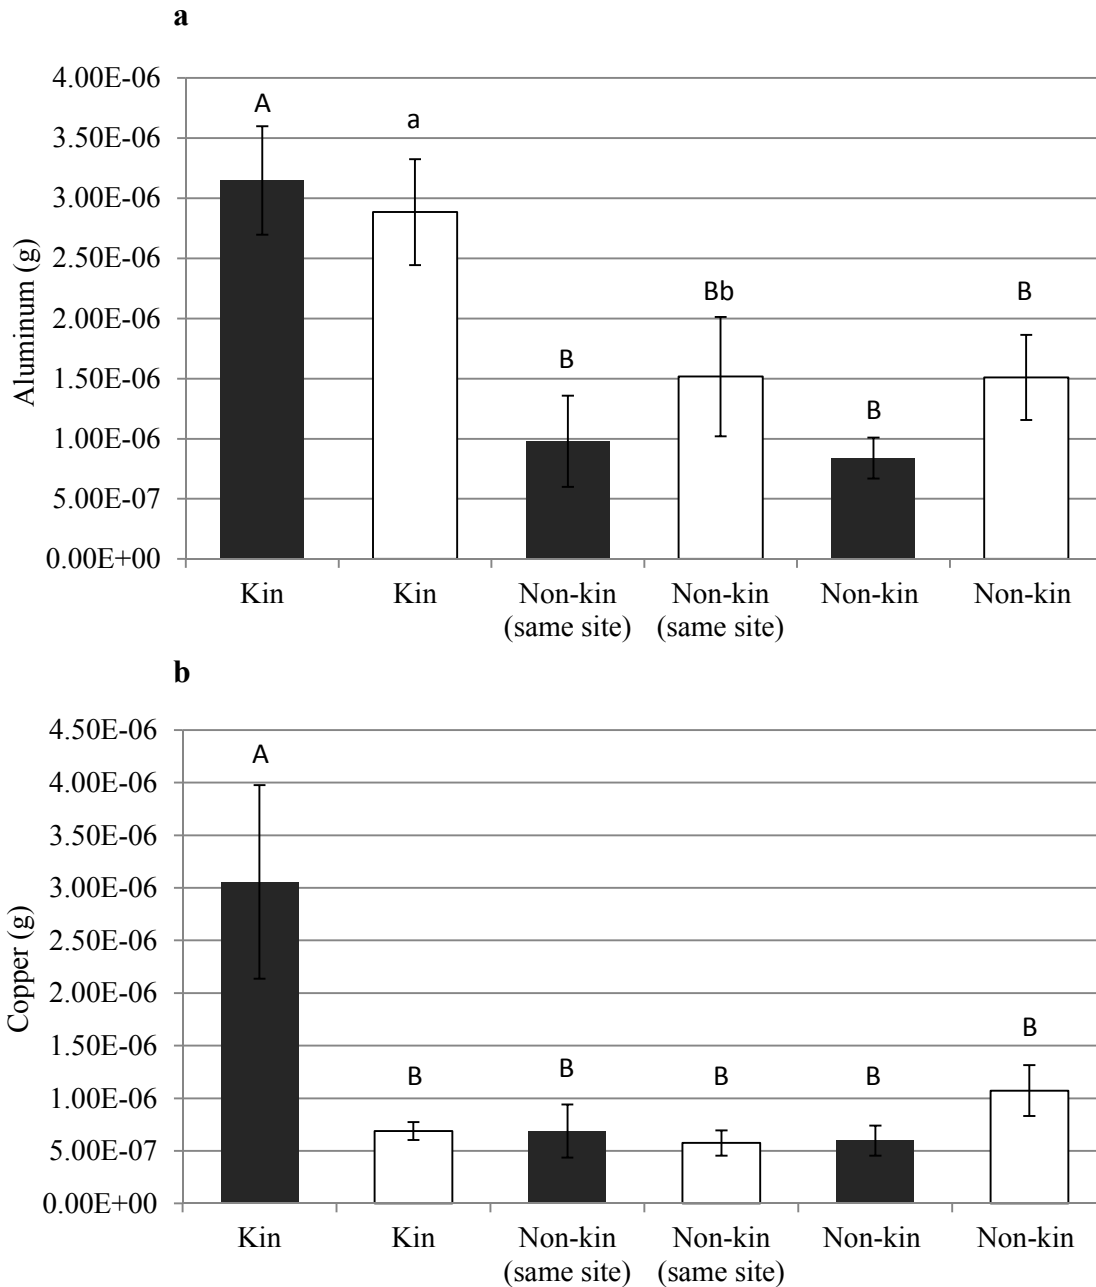 a
4.00E-06
3.50E-06
3.00E-06
2.50E-06
2.00E-06
1.50E-06
1.00E-06
5.00E-07
0.00E+00
Aluminum (g)
A
a
B
Bb
B
B
Kin
Kin
Non-kin
(same site)
Non-kin
(same site)
Non-kin
Non-kin
b
4.50E-06
4.00E-06
3.50E-06
3.00E-06
2.50E-06
2.00E-06
1.50E-06
1.00E-06
5.00E-07
0.00E+00
Copper (g)
A
B
B
B
B
B
Kin
Kin
Non-kin
(same site)
Non-kin
(same site)
Non-kin
Non-kin